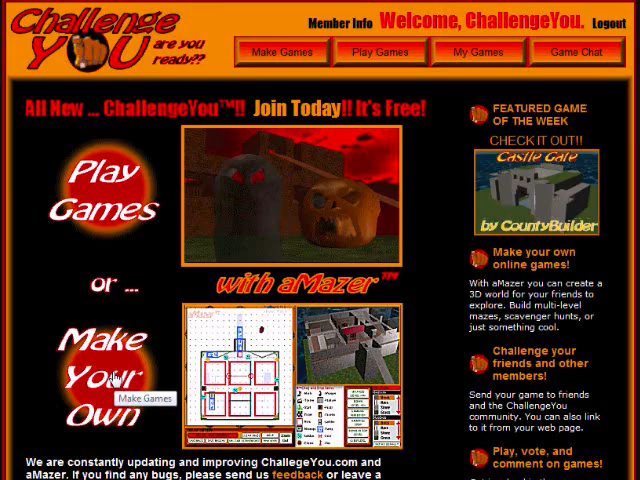 Challenge
YOU
are you
ready??
Member Info Welcome, ChallengeYou. Logout
Make Games Play Games My Games Game Chat
All New ... ChallengeYou™!! Join Today!! It's Free!
Play
Games
or ...
with aMazer™
Make
Your
Own
Make Games
We are constantly updating and improving ChallegeYou.com and
aMazer. If you find any bugs, please send us feedback or leave a
FEATURED GAME
OF THE WEEK
CHECK IT OUT!!
Castle Gate
by CountyBuilder
Make your own
online games!
With aMazer you can create a
3D world for your friends to
explore. Build multi-level
mazes, scavenger hunts, or
just something cool.
Challenge your
friends and other
members!
Send your game to friends
and the ChallengeYou
community. You can also link
to it from your web page.
Play, vote, and
comment on games!